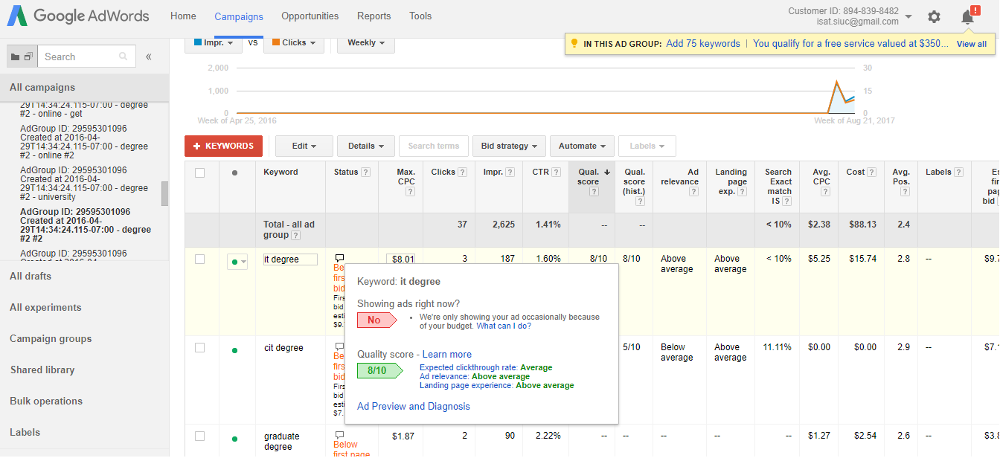 Google AdWords
Home
Campaigns
Opportunities
Reports
Tools
Customer ID: 894-839-8482
isat.siuc@gmail.com
!
Search
«
Impr.
VS
Clicks
Weekly
IN THIS AD GROUP: Add 75 keywords | You qualify for a free service valued at $350... View all
All campaigns
29T14:34:24.115-07:00 - degree
#2 - online - get
AdGroup ID: 29595301096
Created at 2016-04-
29T14:34:24.115-07:00 - degree
#2 - online #2
AdGroup ID: 29595301096
Created at 2016-04-
29T14:34:24.115-07:00 - degree
#2 - university
AdGroup ID: 29595301096
Created at 2016-04-
29T14:34:24.115-07:00 - degree
#2 #2
AdGroup ID: 29595301096
Created at 2016-04-
All drafts
All experiments
Campaign groups
Shared library
Bulk operations
Labels
2,000
30
1,000
15
0
0
Week of Apr 25, 2016
Week of Aug 21, 2017
+ KEYWORDS
Edit
Details
Search terms
Bid strategy
Automate
Labels
Keyword
Status ?
Max.
CPC
?
Clicks ?
Impr. ?
CTR ?
Qual.
score
?
Qual.
score
(hist.)
?
Ad
relevance
?
Landing
page
exp. ?
Search
Exact
match
IS ?
Avg.
CPC
?
Cost ?
Avg.
Pos.
?
Labels ?
Es
fir
pag
bid
Total - all ad
group ?
37
2,625
1.41%
--
--
< 10%
$2.38
$88.13
2.4
it degree
Be
firs
bid
Firs
bid
esti
$9.
$8.01
3
187
1.60%
8/10
8/10
Above
average
Above
average
< 10%
$5.25
$15.74
2.8
--
$9.7
Keyword: it degree
Showing ads right now?
No
• We're only showing your ad occasionally because
of your budget. What can I do?
Quality score - Learn more
8/10
Expected clickthrough rate: Average
Ad relevance: Above average
Landing page experience: Above average
Ad Preview and Diagnosis
cit degree
Be
firs
bid
Firs
bid
esti
$7.
5/10
Below
average
Above
average
11.11%
$0.00
$0.00
2.9
--
$7.1
graduate
degree
Below
first page
$1.87
2
90
2.22%
--
--
--
--
--
$1.27
$2.54
2.6
--
$3.8